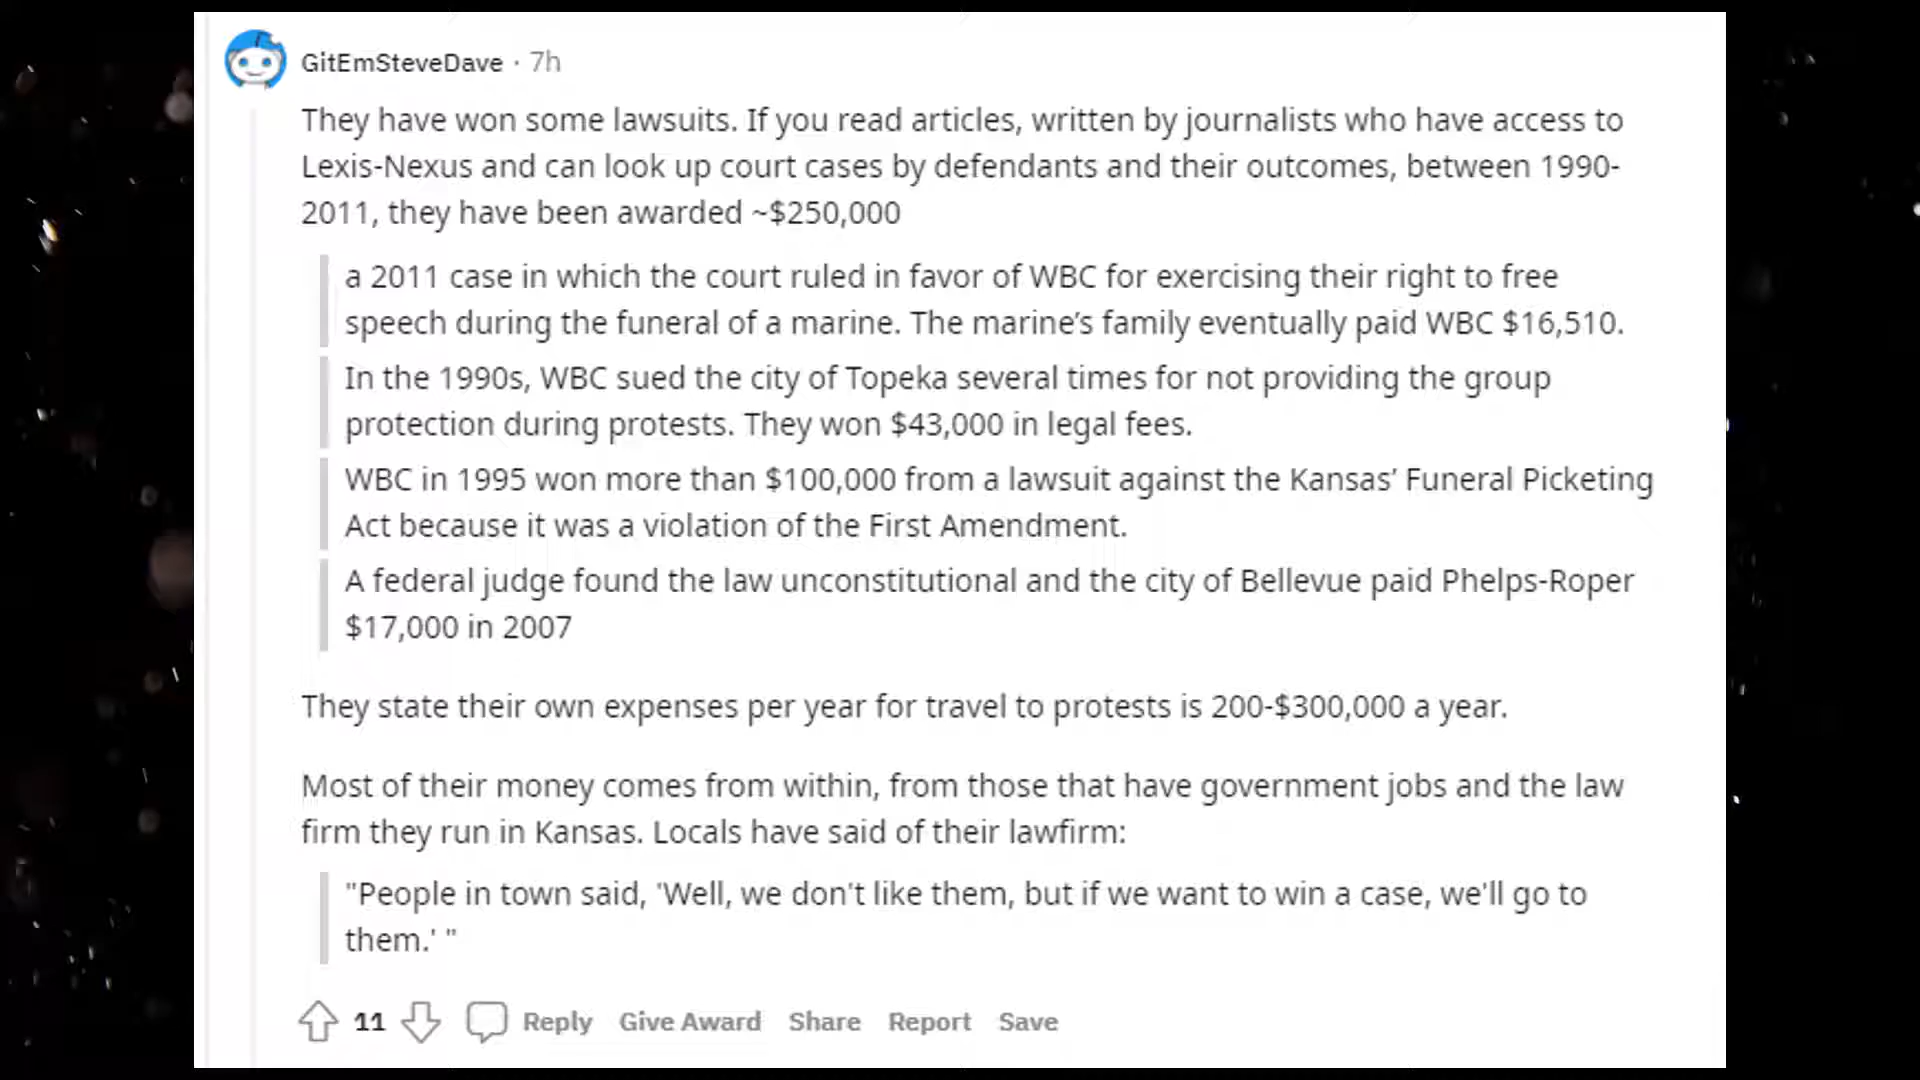 GitEmSteveDave · 7h
They have won some lawsuits. If you read articles, written by journalists who have access to
Lexis-Nexus and can look up court cases by defendants and their outcomes, between 1990-
2011, they have been awarded ~$250,000
a 2011 case in which the court ruled in favor of WBC for exercising their right to free
speech during the funeral of a marine. The marine’s family eventually paid WBC $16,510.
In the 1990s, WBC sued the city of Topeka several times for not providing the group
protection during protests. They won $43,000 in legal fees.
WBC in 1995 won more than $100,000 from a lawsuit against the Kansas’ Funeral Picketing
Act because it was a violation of the First Amendment.
A federal judge found the law unconstitutional and the city of Bellevue paid Phelps-Roper
$17,000 in 2007
They state their own expenses per year for travel to protests is 200-$300,000 a year.
Most of their money comes from within, from those that have government jobs and the law
firm they run in Kansas. Locals have said of their lawfirm:
"People in town said, 'Well, we don't like them, but if we want to win a case, we'll go to
them.' "
11 Reply Give Award Share Report Save